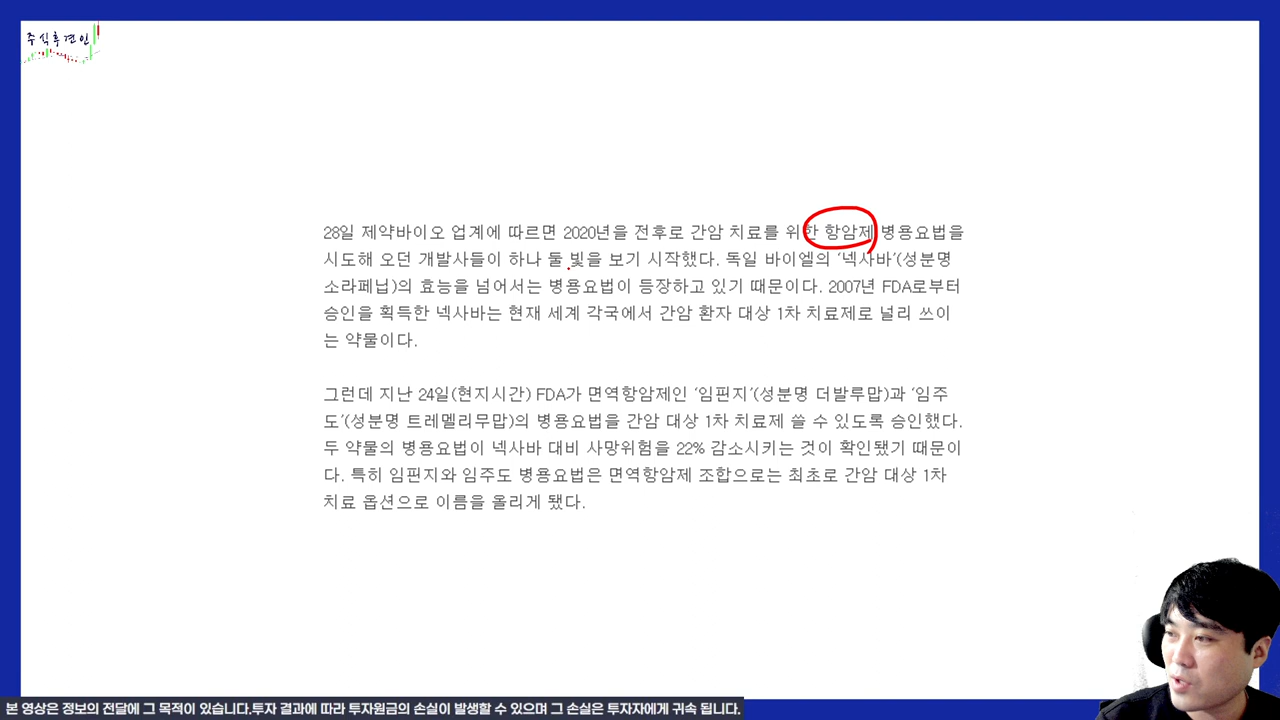 주식후견인
28일 제약바이오 업계에 따르면 2020년을 전후로 간암 치료를 위한 항암제 병용요법을
시도해 오던 개발사들이 하나 둘 빛을 보기 시작했다. 독일 바이엘의 ‘넥사바’(성분명
소라페닙)의 효능을 넘어서는 병용요법이 등장하고 있기 때문이다. 2007년 FDA로부터
승인을 획득한 넥사바는 현재 세계 각국에서 간암 환자 대상 1차 치료제로 널리 쓰이
는 약물이다.
그런데 지난 24일(현지시간) FDA가 면역항암제인 ‘임핀지’(성분명 더발루맙)과 ‘임주
도’(성분명 트레멜리무맙)의 병용요법을 간암 대상 1차 치료제 쓸 수 있도록 승인했다.
두 약물의 병용요법이 넥사바 대비 사망위험을 22% 감소시키는 것이 확인됐기 때문이
다. 특히 임핀지와 임주도 병용요법은 면역항암제 조합으로는 최초로 간암 대상 1차
치료 옵션으로 이름을 올리게 됐다.
본 영상은 정보의 전달에 그 목적이 있습니다.투자 결과에 따라 투자원금의 손실이 발생할 수 있으며 그 손실은 투자자에게 귀속 됩니다.